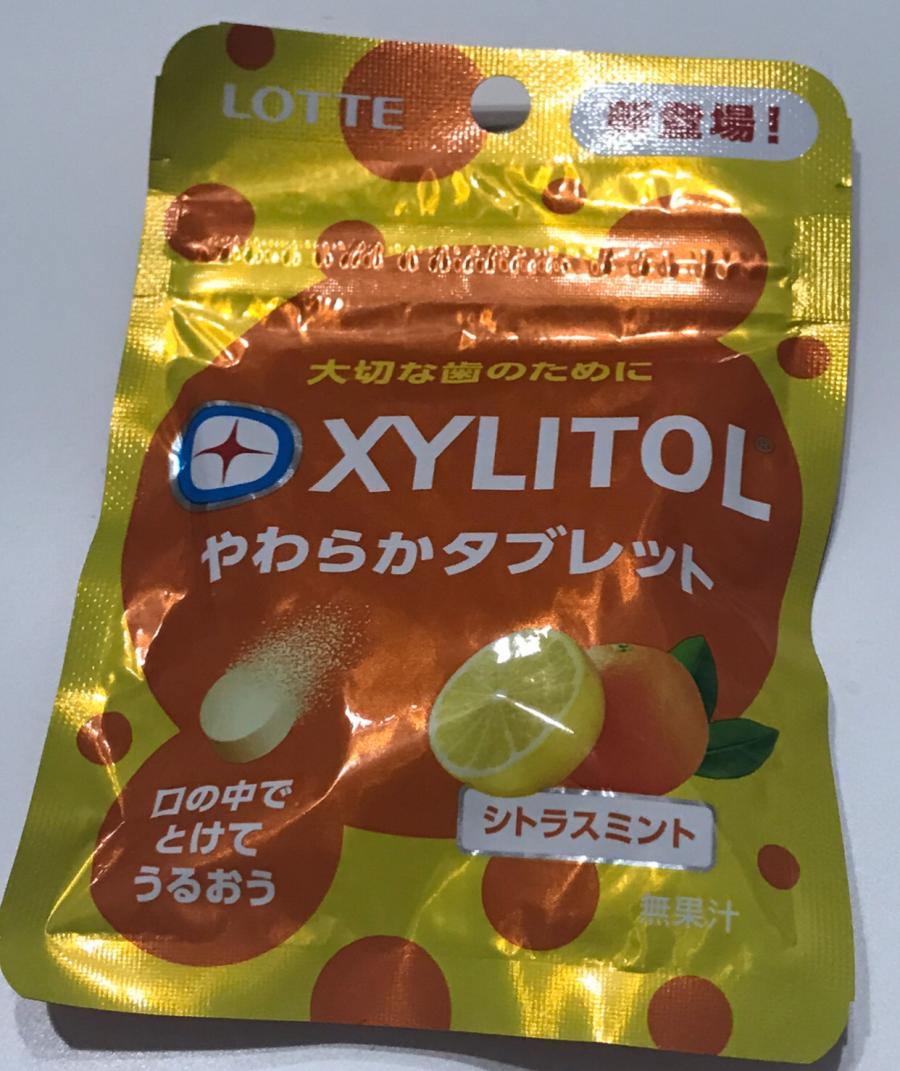 LOTTE
新登場!
大切な歯のために
XYLITOL®
やわらかタブレット
口の中で
とけて
うるおう
シトラスミント
無果汁